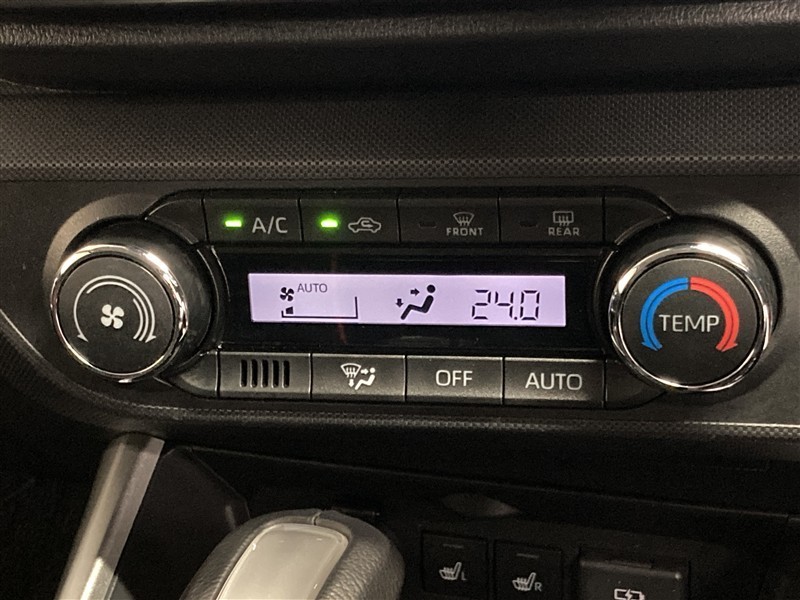 A/C
FRONT
REAR
AUTO
24.0
TEMP
OFF
AUTO
L
R